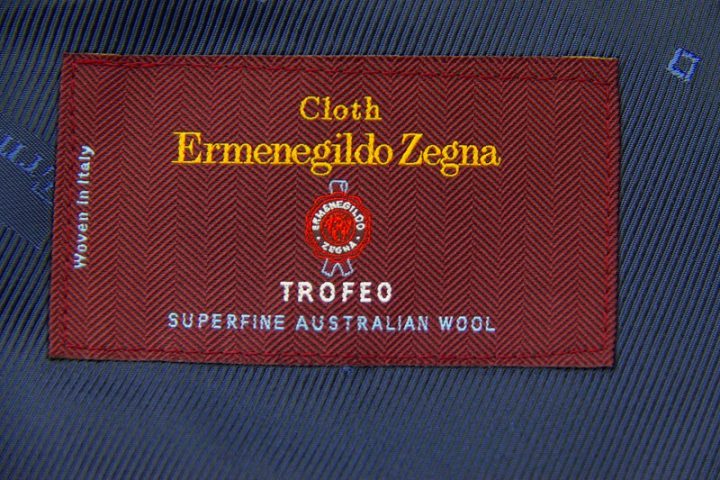 Cloth
Ermenegildo Zegna
Woven in Italy
ERMENEGILDO
ZEGNA
TROFEO
SUPERFINE AUSTRALIAN WOOL